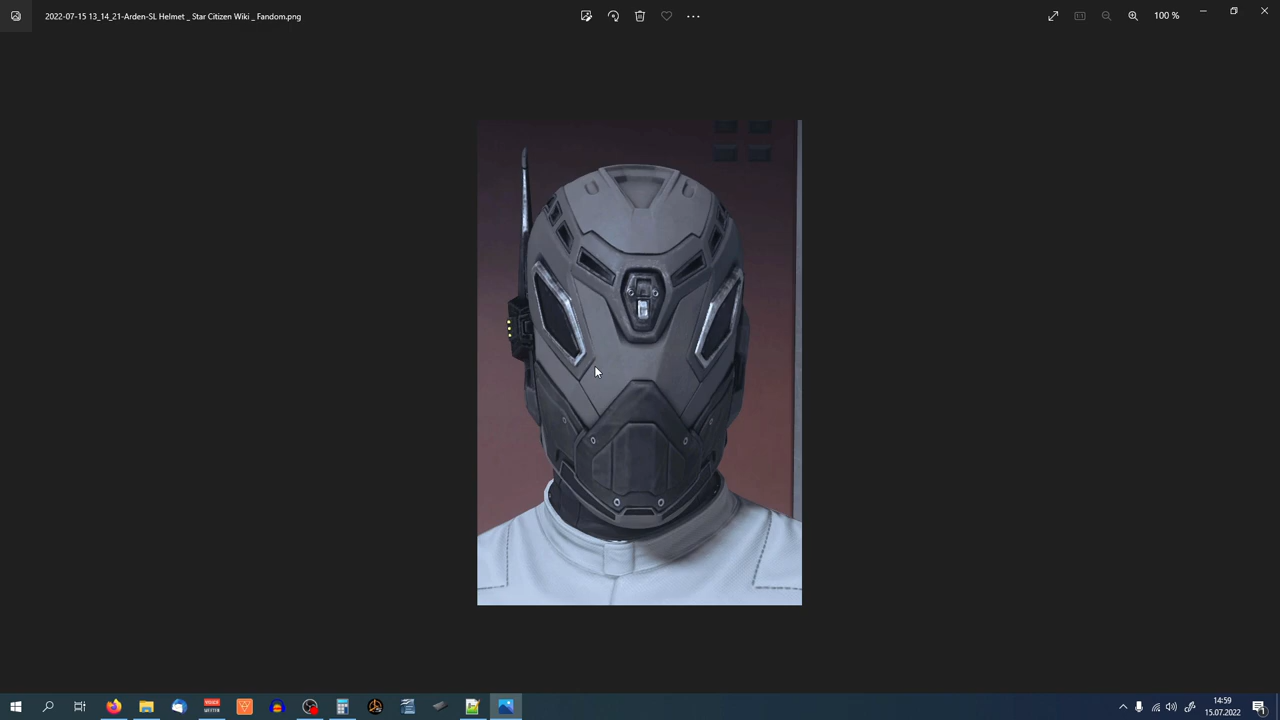 2022-07-15 13_14_21-Arden-SL Helmet _ Star Citizen Wiki _ Fandom.png
100 %
14:59
15.07.2022